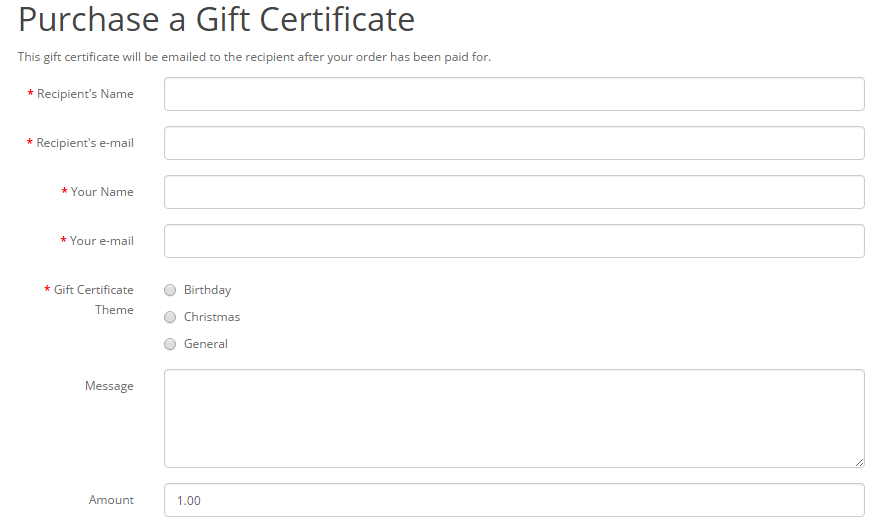 Purchase a Gift Certificate
This gift certificate will be emailed to the recipient after your order has been paid for.
* Recipient's Name
* Recipient's e-mail
* Your Name
* Your e-mail
* Gift Certificate
Theme
Birthday
Christmas
General
Message
Amount 1.00